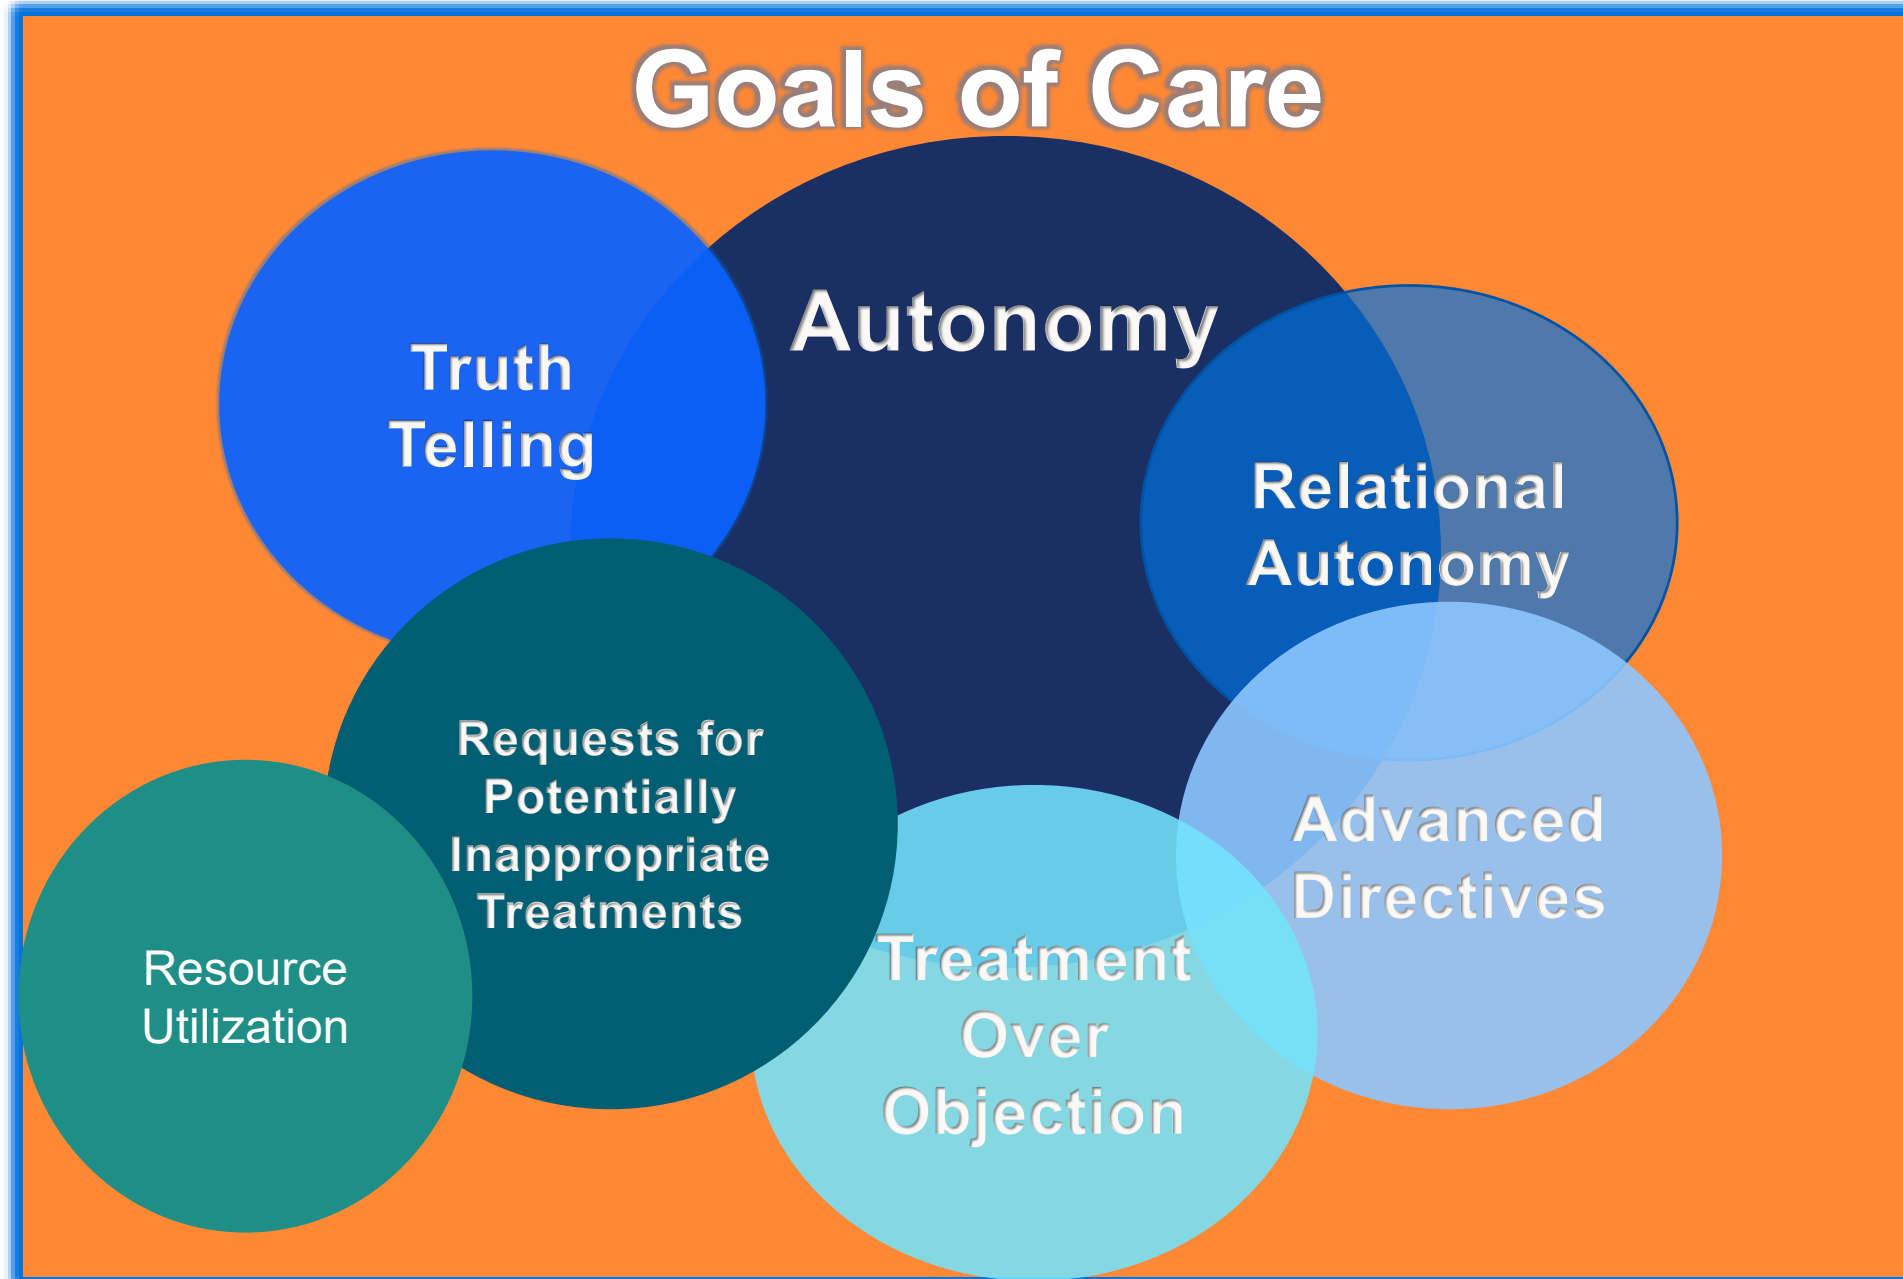 Goals of Care
Autonomy
Truth
Telling
Relational
Autonomy
Requests for
Potentially
Inappropriate
Treatments
Advanced
Directives
Resource
Utilization
Treatment
Over
Objection